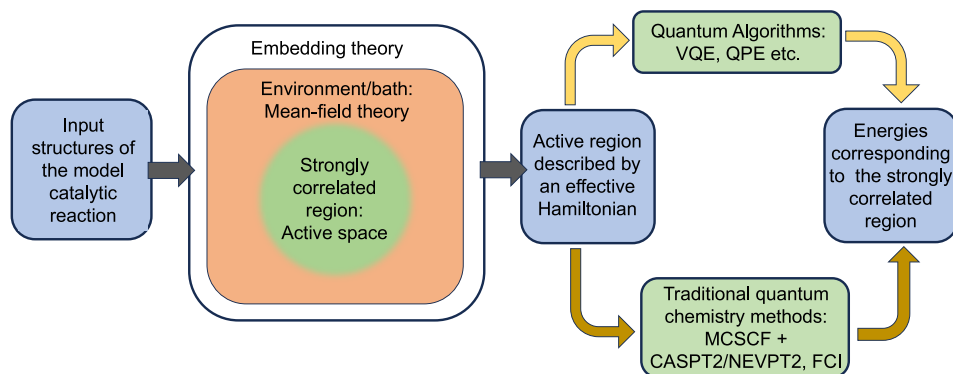 Input
structures of
the model
catalytic
reaction
Embedding theory
Environment/bath:
Mean-field theory
Strongly
correlated
region:
Active space
Active region
described by
an effective
Hamiltonian
Quantum Algorithms:
VQE, QPE etc.
Traditional quantum
chemistry methods:
MCSCF +
CASPT2/NEVPT2, FCI
Energies
corresponding
to the strongly
correlated
region